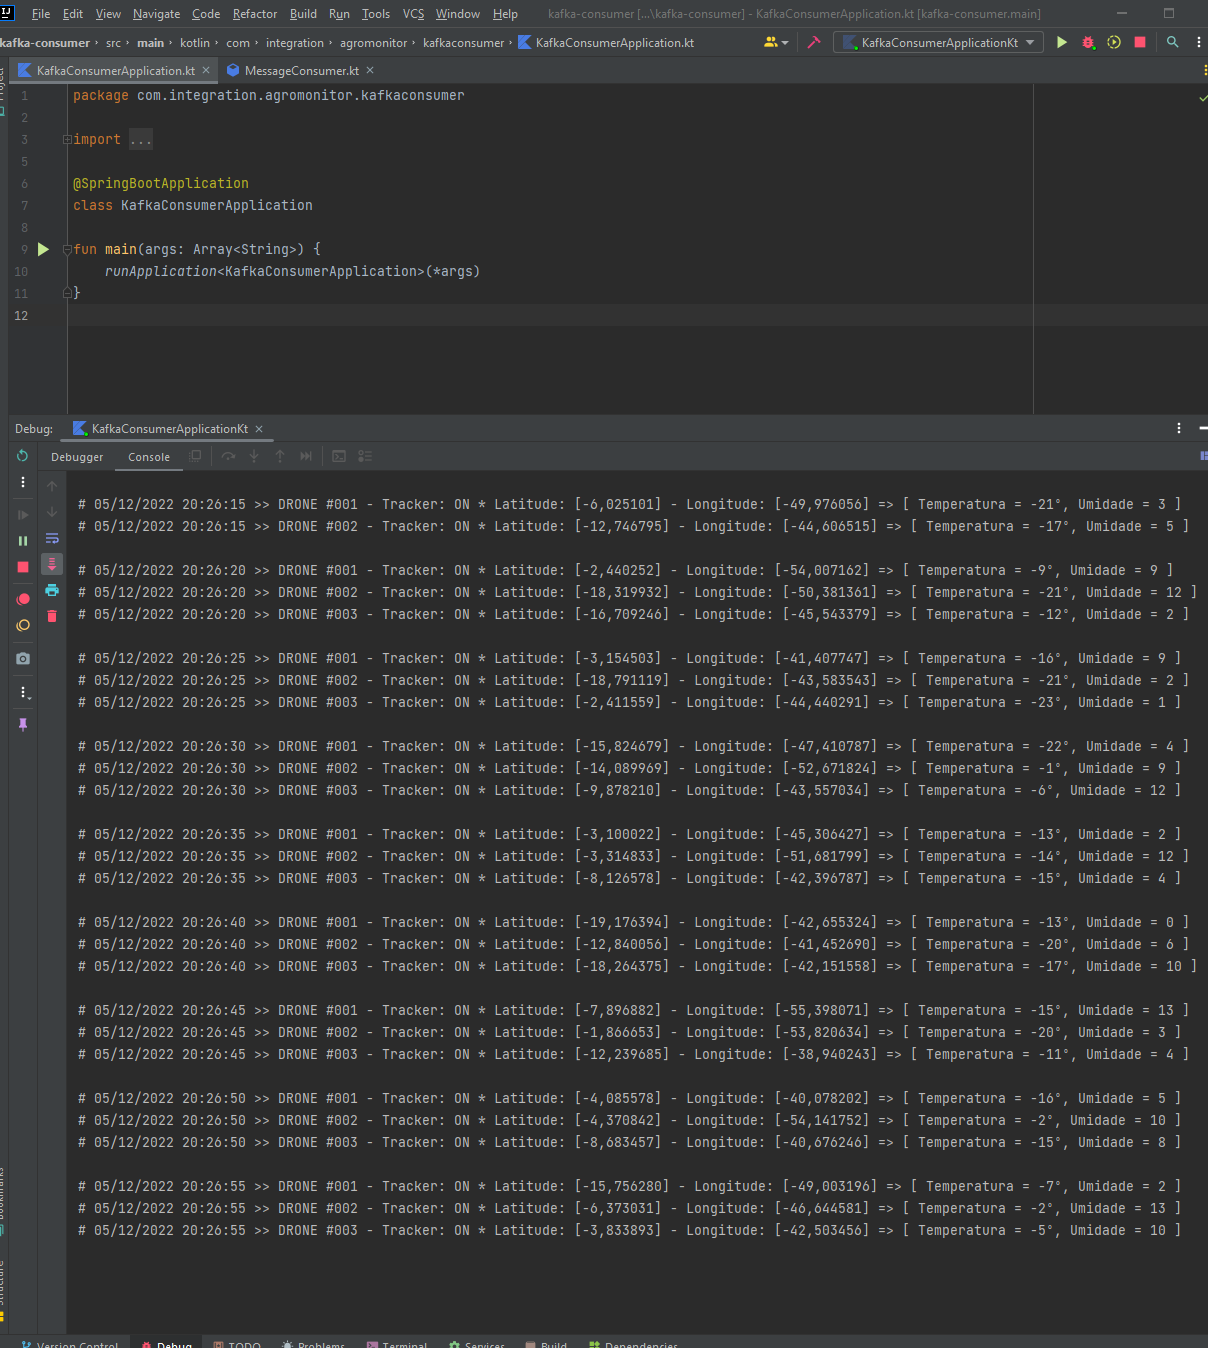 File Edit View Navigate Code Refactor Build Run Tools VCS Window Help kafka-consumer [...\kafka-consumer] - KafkaConsumerApplication.kt [kafka-consumer.main]
kafka-consumer › src › main › kotlin › com › integration › agromonitor › kafkaconsumer › KafkaConsumerApplication.kt KafkaConsumerApplicationKt
KafkaConsumerApplication.kt MessageConsumer.kt
1 package com.integration.agromonitor.kafkaconsumer
2
3 import ...
5
6 @SpringBootApplication
7 class KafkaConsumerApplication
8
9 fun main(args: Array<String>) {
10 runApplication<KafkaConsumerApplication>(*args)
11 }
12
Debug: KafkaConsumerApplicationKt
Debugger Console
# 05/12/2022 20:26:15 >> DRONE #001 - Tracker: ON * Latitude: [-6,025101] - Longitude: [-49,976056] => [ Temperatura = -21°, Umidade = 3 ]
# 05/12/2022 20:26:15 >> DRONE #002 - Tracker: ON * Latitude: [-12,746795] - Longitude: [-44,606515] => [ Temperatura = -17°, Umidade = 5 ]
# 05/12/2022 20:26:20 >> DRONE #001 - Tracker: ON * Latitude: [-2,440252] - Longitude: [-54,007162] => [ Temperatura = -9°, Umidade = 9 ]
# 05/12/2022 20:26:20 >> DRONE #002 - Tracker: ON * Latitude: [-18,319932] - Longitude: [-50,381361] => [ Temperatura = -21°, Umidade = 12 ]
# 05/12/2022 20:26:20 >> DRONE #003 - Tracker: ON * Latitude: [-16,709246] - Longitude: [-45,543379] => [ Temperatura = -12°, Umidade = 2 ]
# 05/12/2022 20:26:25 >> DRONE #001 - Tracker: ON * Latitude: [-3,154503] - Longitude: [-41,407747] => [ Temperatura = -16°, Umidade = 9 ]
# 05/12/2022 20:26:25 >> DRONE #002 - Tracker: ON * Latitude: [-18,791119] - Longitude: [-43,583543] => [ Temperatura = -21°, Umidade = 2 ]
# 05/12/2022 20:26:25 >> DRONE #003 - Tracker: ON * Latitude: [-2,411559] - Longitude: [-44,440291] => [ Temperatura = -23°, Umidade = 1 ]
# 05/12/2022 20:26:30 >> DRONE #001 - Tracker: ON * Latitude: [-15,824679] - Longitude: [-47,410787] => [ Temperatura = -22°, Umidade = 4 ]
# 05/12/2022 20:26:30 >> DRONE #002 - Tracker: ON * Latitude: [-14,089969] - Longitude: [-52,671824] => [ Temperatura = -1°, Umidade = 9 ]
# 05/12/2022 20:26:30 >> DRONE #003 - Tracker: ON * Latitude: [-9,878210] - Longitude: [-43,557034] => [ Temperatura = -6°, Umidade = 12 ]
# 05/12/2022 20:26:35 >> DRONE #001 - Tracker: ON * Latitude: [-3,100022] - Longitude: [-45,306427] => [ Temperatura = -13°, Umidade = 2 ]
# 05/12/2022 20:26:35 >> DRONE #002 - Tracker: ON * Latitude: [-3,314833] - Longitude: [-51,681799] => [ Temperatura = -14°, Umidade = 12 ]
# 05/12/2022 20:26:35 >> DRONE #003 - Tracker: ON * Latitude: [-8,126578] - Longitude: [-42,396787] => [ Temperatura = -15°, Umidade = 4 ]
# 05/12/2022 20:26:40 >> DRONE #001 - Tracker: ON * Latitude: [-19,176394] - Longitude: [-42,655324] => [ Temperatura = -13°, Umidade = 0 ]
# 05/12/2022 20:26:40 >> DRONE #002 - Tracker: ON * Latitude: [-12,840056] - Longitude: [-41,452690] => [ Temperatura = -20°, Umidade = 6 ]
# 05/12/2022 20:26:40 >> DRONE #003 - Tracker: ON * Latitude: [-18,264375] - Longitude: [-42,151558] => [ Temperatura = -17°, Umidade = 10 ]
# 05/12/2022 20:26:45 >> DRONE #001 - Tracker: ON * Latitude: [-7,896882] - Longitude: [-55,398071] => [ Temperatura = -15°, Umidade = 13 ]
# 05/12/2022 20:26:45 >> DRONE #002 - Tracker: ON * Latitude: [-1,866653] - Longitude: [-53,820634] => [ Temperatura = -20°, Umidade = 3 ]
# 05/12/2022 20:26:45 >> DRONE #003 - Tracker: ON * Latitude: [-12,239685] - Longitude: [-38,940243] => [ Temperatura = -11°, Umidade = 4 ]
# 05/12/2022 20:26:50 >> DRONE #001 - Tracker: ON * Latitude: [-4,085578] - Longitude: [-40,078202] => [ Temperatura = -16°, Umidade = 5 ]
# 05/12/2022 20:26:50 >> DRONE #002 - Tracker: ON * Latitude: [-4,370842] - Longitude: [-54,141752] => [ Temperatura = -2°, Umidade = 10 ]
# 05/12/2022 20:26:50 >> DRONE #003 - Tracker: ON * Latitude: [-8,683457] - Longitude: [-40,676246] => [ Temperatura = -15°, Umidade = 8 ]
# 05/12/2022 20:26:55 >> DRONE #001 - Tracker: ON * Latitude: [-15,756280] - Longitude: [-49,003196] => [ Temperatura = -7°, Umidade = 2 ]
# 05/12/2022 20:26:55 >> DRONE #002 - Tracker: ON * Latitude: [-6,373031] - Longitude: [-46,644581] => [ Temperatura = -2°, Umidade = 13 ]
# 05/12/2022 20:26:55 >> DRONE #003 - Tracker: ON * Latitude: [-3,833893] - Longitude: [-42,503456] => [ Temperatura = -5°, Umidade = 10 ]
Version Control Debug TODO Problems Terminal Services Build Dependencies